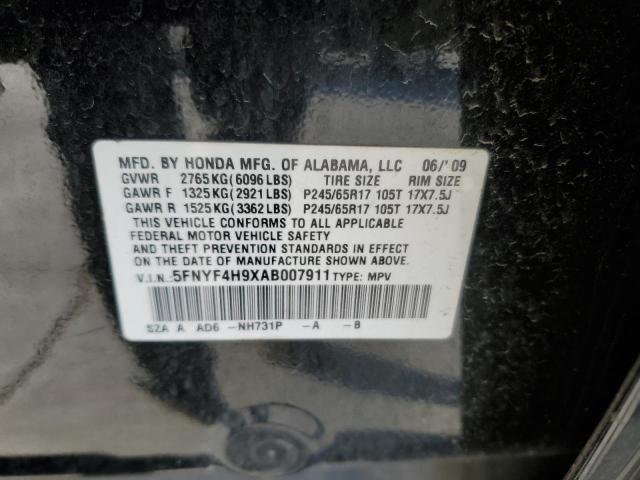 MFD. BY HONDA MFG. OF ALABAMA, LLC 06/'09
GVWR 2765KG(6096LBS) TIRE SIZE RIM SIZE
GAWR F 1325KG(2921LBS) P245/65R17 105T 17X7.5J
GAWR R 1525KG(3362LBS) P245/65R17 105T 17X7.5J
THIS VEHICLE CONFORMS TO ALL APPLICABLE
FEDERAL MOTOR VEHICLE SAFETY
AND THEFT PREVENTION STANDARDS IN EFFECT
ON THE DATE OF MANUFACTURE SHOWN ABOVE.
V.I.N.:5FNYF4H9XAB007911 TYPE: MPV
SZA A AD6 -NH731P -A -B